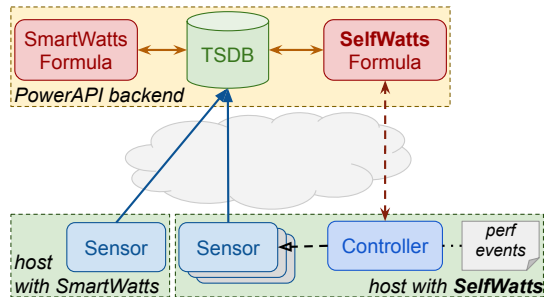 SmartWatts
Formula
TSDB
SelfWatts
Formula
PowerAPI backend
Sensor
host
with SmartWatts
Sensor
Controller
perf
events
host with SelfWatts